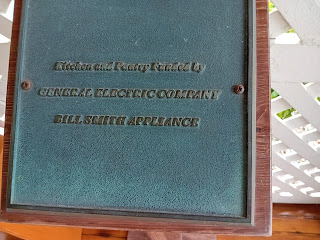 Kitchen and Pantry Funded by
GENERAL ELECTRIC COMPANY
BILL SMITH APPLIANCE